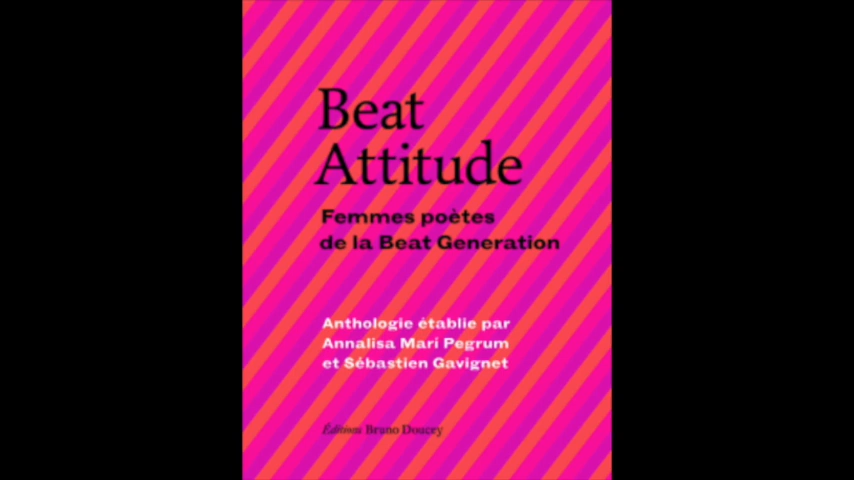 Beat
Attitude
Femmes poètes
de la Beat Generation
Anthologie établie par
Annalisa Marí Pegrum
et Sébastien Gavignet
Éditions Bruno Doucey